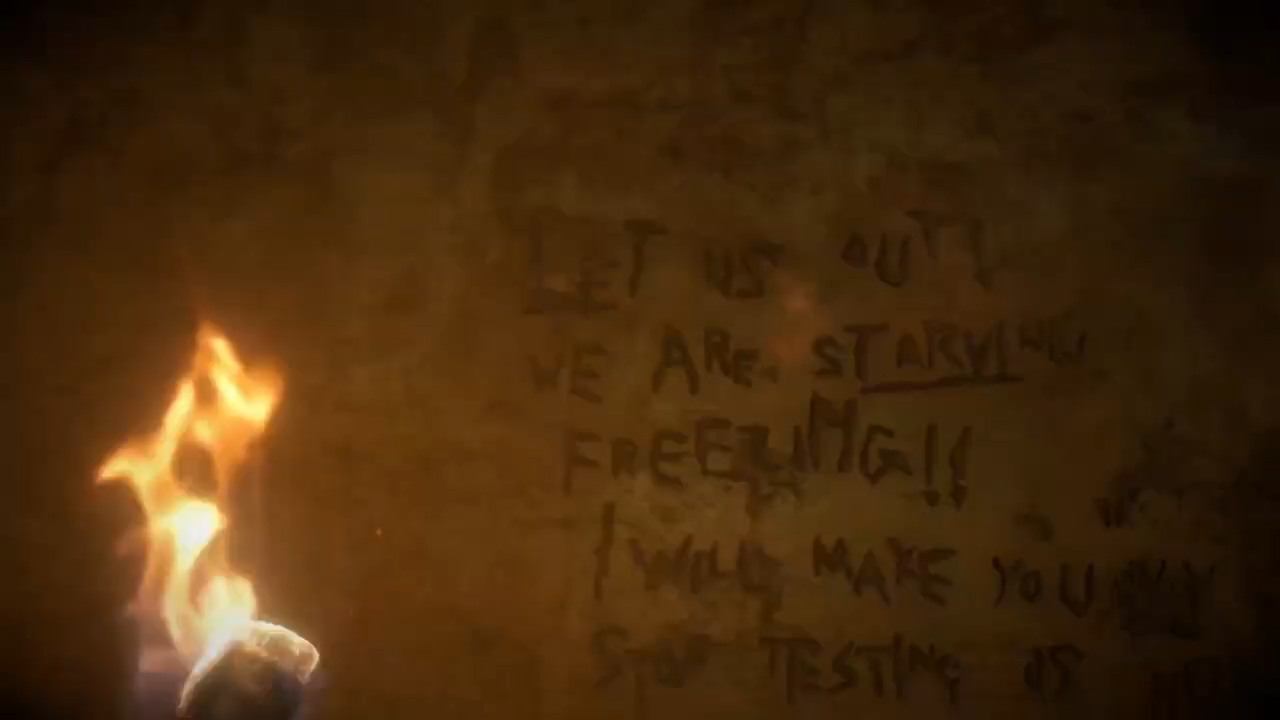 LET US OUT!
WE ARE STARVING
FREEZING!!
I WILL MAKE YOU
STOP TESTING US